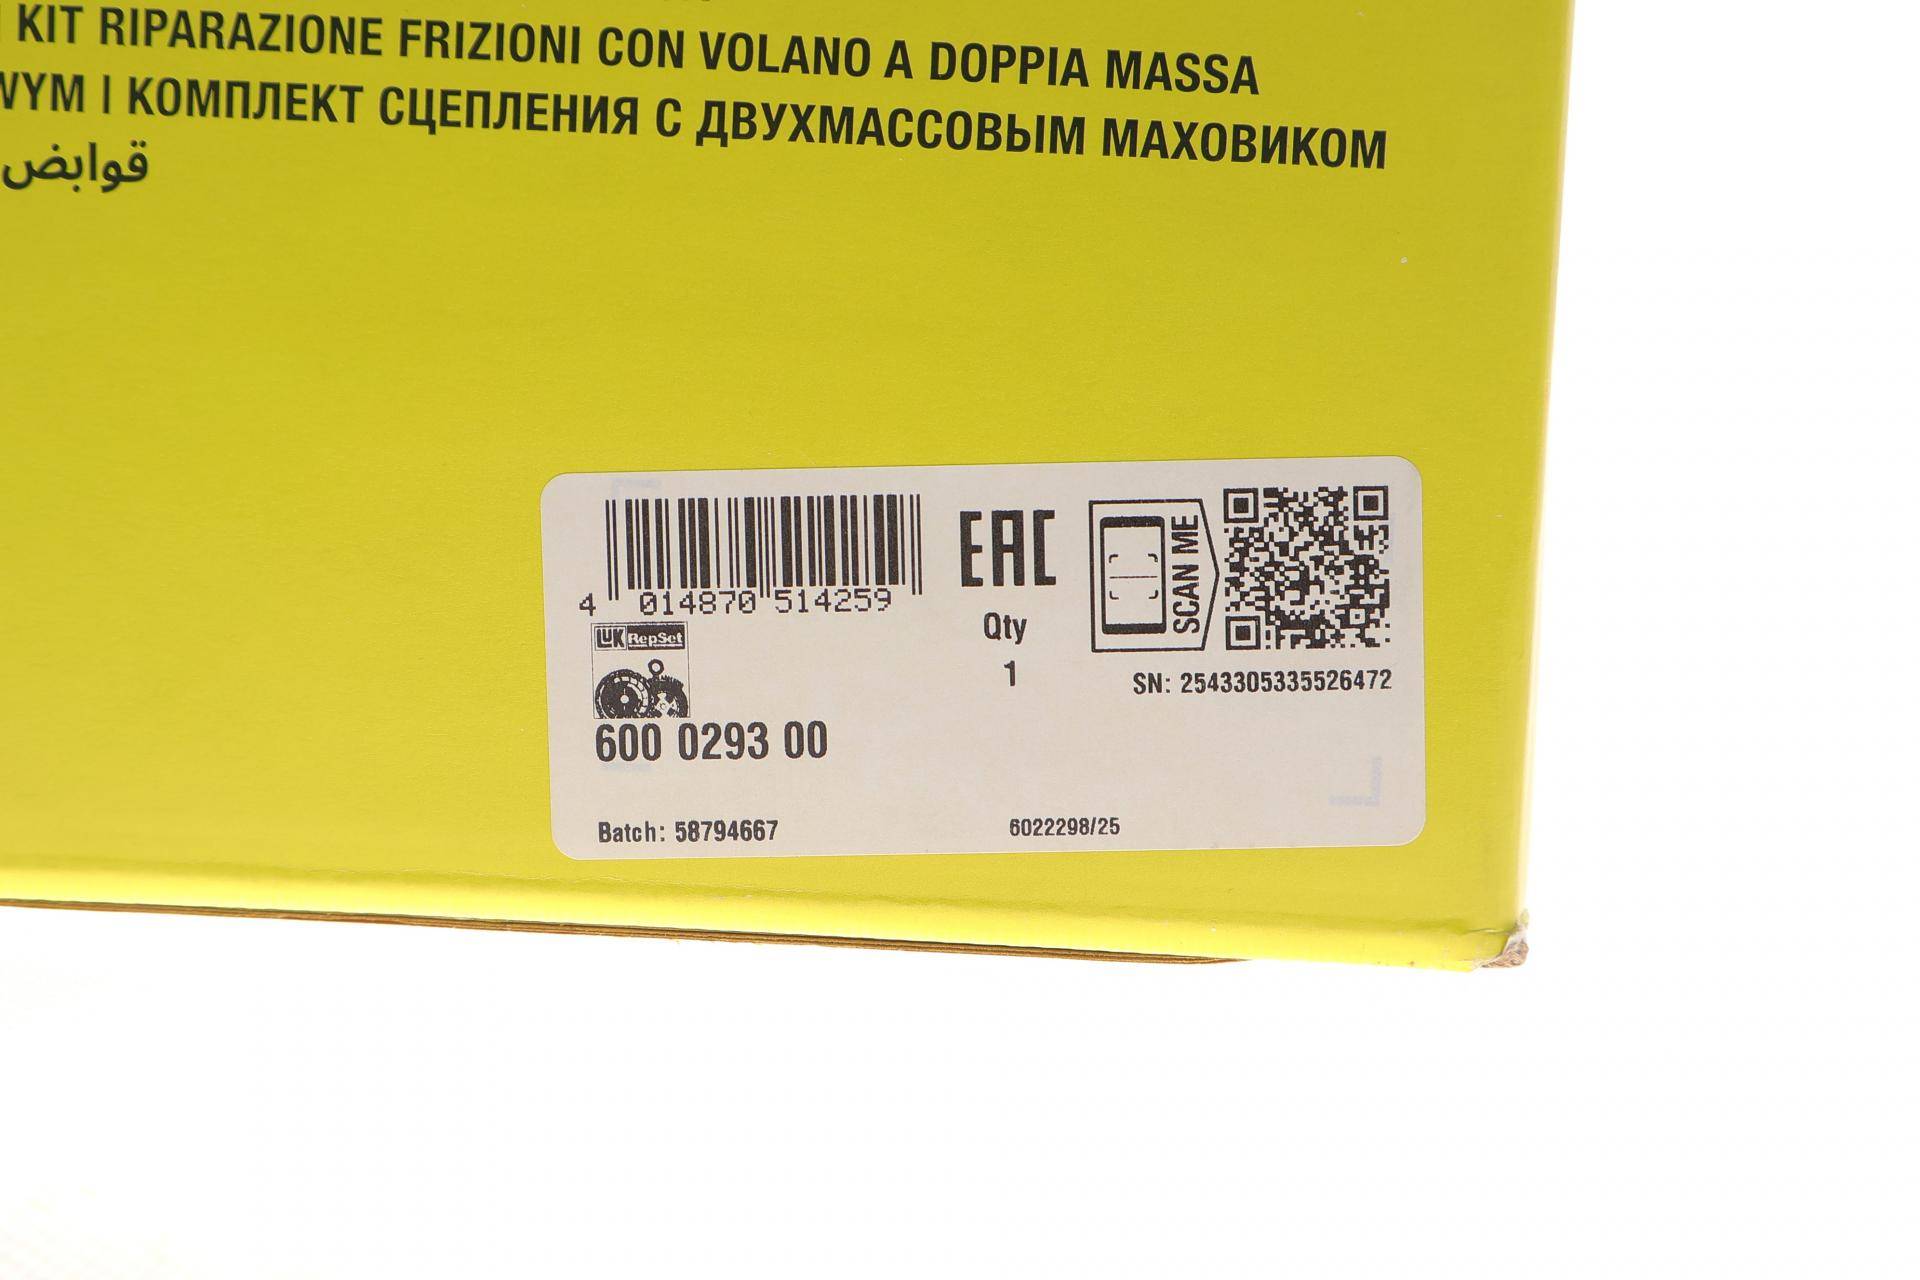 KIT RIPARAZIONE FRIZIONI CON VOLANO A DOPPIA MASSA
WYM | КОМПЛЕКТ СЦЕПЛЕНИЯ С ДВУХМАССОВЫМ МАХОВИКОМ
قوابض
4 014870 514259
EAC
SCAN ME
LUK RepSet
Qty
1
SN: 2543305335526472
600 0293 00
Batch: 58794667
6022298/25